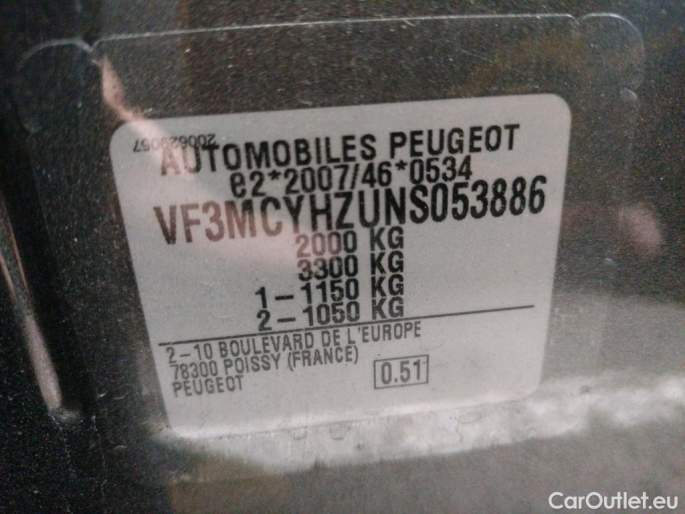 200629057
AUTOMOBILES PEUGEOT
e2*2007/46*0534
VF3MCYHZUNS053886
2000 KG
3300 KG
1-1150 KG
2-1050 KG
2-10 BOULEVARD DE L'EUROPE
78300 POISSY (FRANCE)
PEUGEOT
0.51
CarOutlet.eu